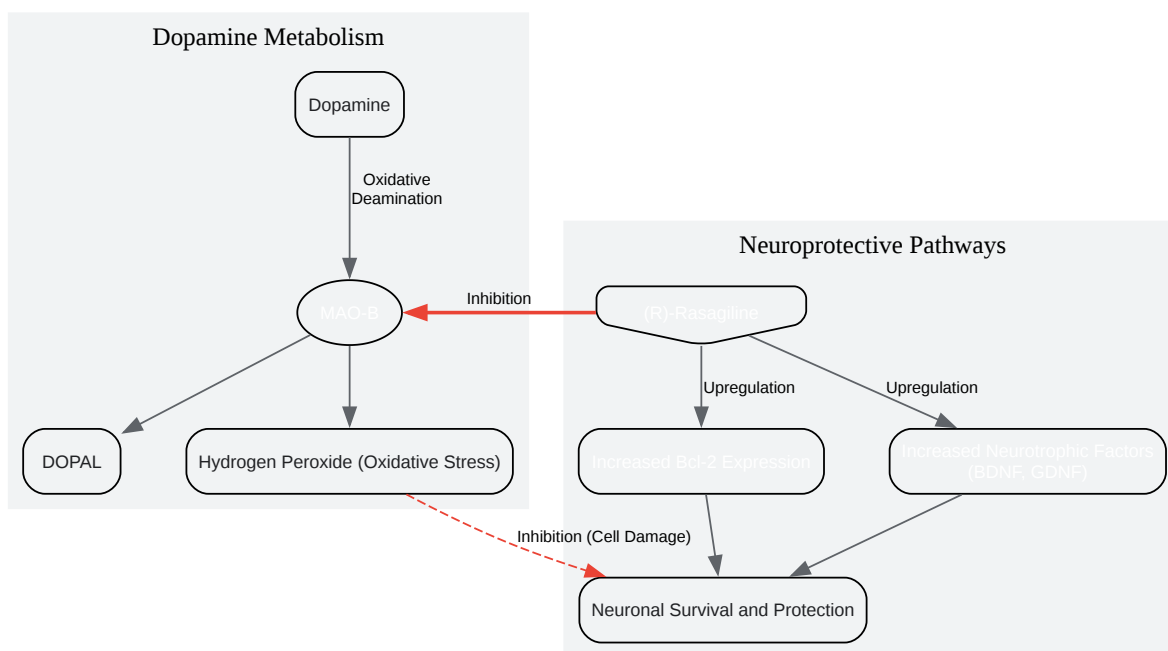 Dopamine Metabolism
Dopamine
Oxidative
Deamination
Neuroprotective Pathways
MAO-B
Inhibition
(R)-Rasagiline
Upregulation
Upregulation
DOPAL
Hydrogen Peroxide (Oxidative Stress)
Increased Bcl-2 Expression
Increased Neurotrophic Factors
(BDNF, GDNF)
Inhibition (Cell Damage)
Neuronal Survival and Protection